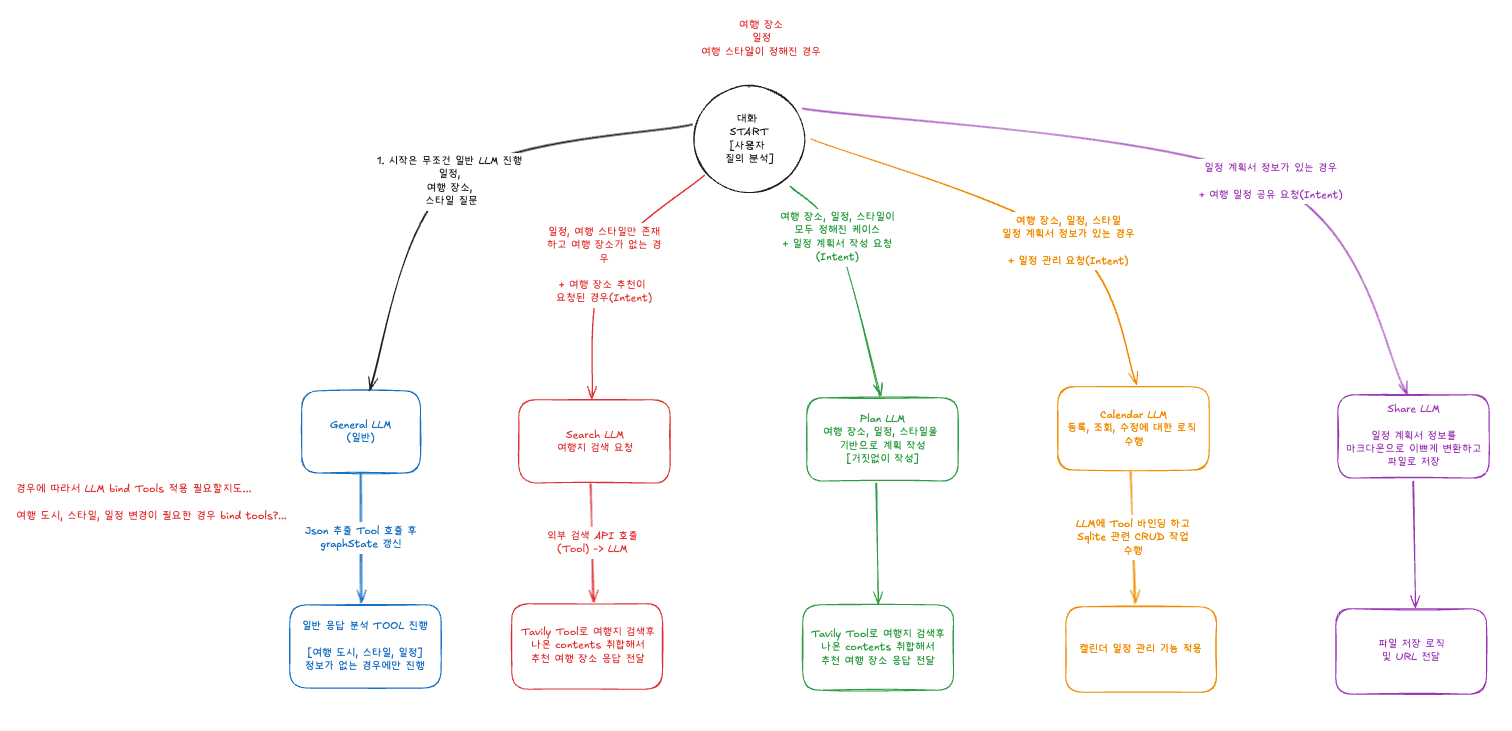 여행 장소
일정
여행 스타일이 정해진 경우
대화
START
[사용자
질의 분석]
1. 시작은 무조건 일반 LLM 진행
일정,
여행 장소,
스타일 질문
일정, 여행 스타일만 존재
하고 여행 장소가 없는 경
우
+ 여행 장소 추천이
요청된 경우(Intent)
여행 장소, 일정, 스타일이
모두 정해진 케이스
+ 일정 계획서 작성 요청
(Intent)
여행 장소, 일정, 스타일
일정 계획서 정보가 있는 경우
+ 일정 관리 요청(Intent)
일정 계획서 정보가 있는 경우
+ 여행 일정 공유 요청(Intent)
General LLM
(일반)
Search LLM
여행지 검색 요청
Plan LLM
여행 장소, 일정, 스타일을
기반으로 계획 작성
[거짓없이 작성]
Calendar LLM
등록, 조회, 수정에 대한 로직
수행
Share LLM
일정 계획서 정보를
마크다운으로 이쁘게 변환하고
파일로 저장
경우에 따라서 LLM bind Tools 적용 필요할지도...
여행 도시, 스타일, 일정 변경이 필요한 경우 bind tools?...
Json 추출 Tool 호출 후
graphState 갱신
외부 검색 API 호출
(Tool) -> LLM
LLM에 Tool 바인딩 하고
Sqlite 관련 CRUD 작업
수행
일반 응답 분석 TOOL 진행
[여행 도시, 스타일, 일정]
정보가 없는 경우에만 진행
Tavily Tool로 여행지 검색후
나온 contents 취합해서
추천 여행 장소 응답 전달
Tavily Tool로 여행지 검색후
나온 contents 취합해서
추천 여행 장소 응답 전달
캘린더 일정 관리 기능 적용
파일 저장 로직
및 URL 전달